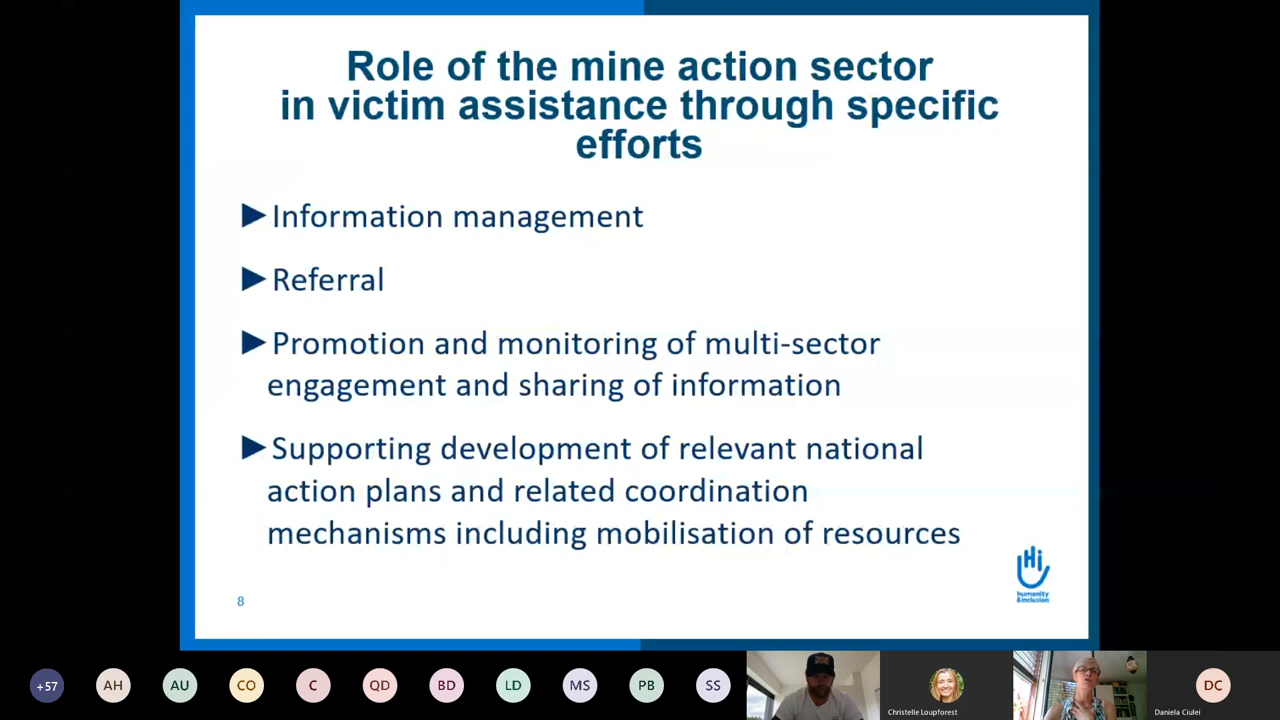 Role of the mine action sector
in victim assistance through specific
efforts
►Information management
►Referral
►Promotion and monitoring of multi-sector
engagement and sharing of information
►Supporting development of relevant national
action plans and related coordination
mechanisms including mobilisation of resources
Hi
humanity
&inclusion
8
+57 AH AU CO C QD BD LD MS PB SS DC
Christelle Loupforest Daniela Ciulei